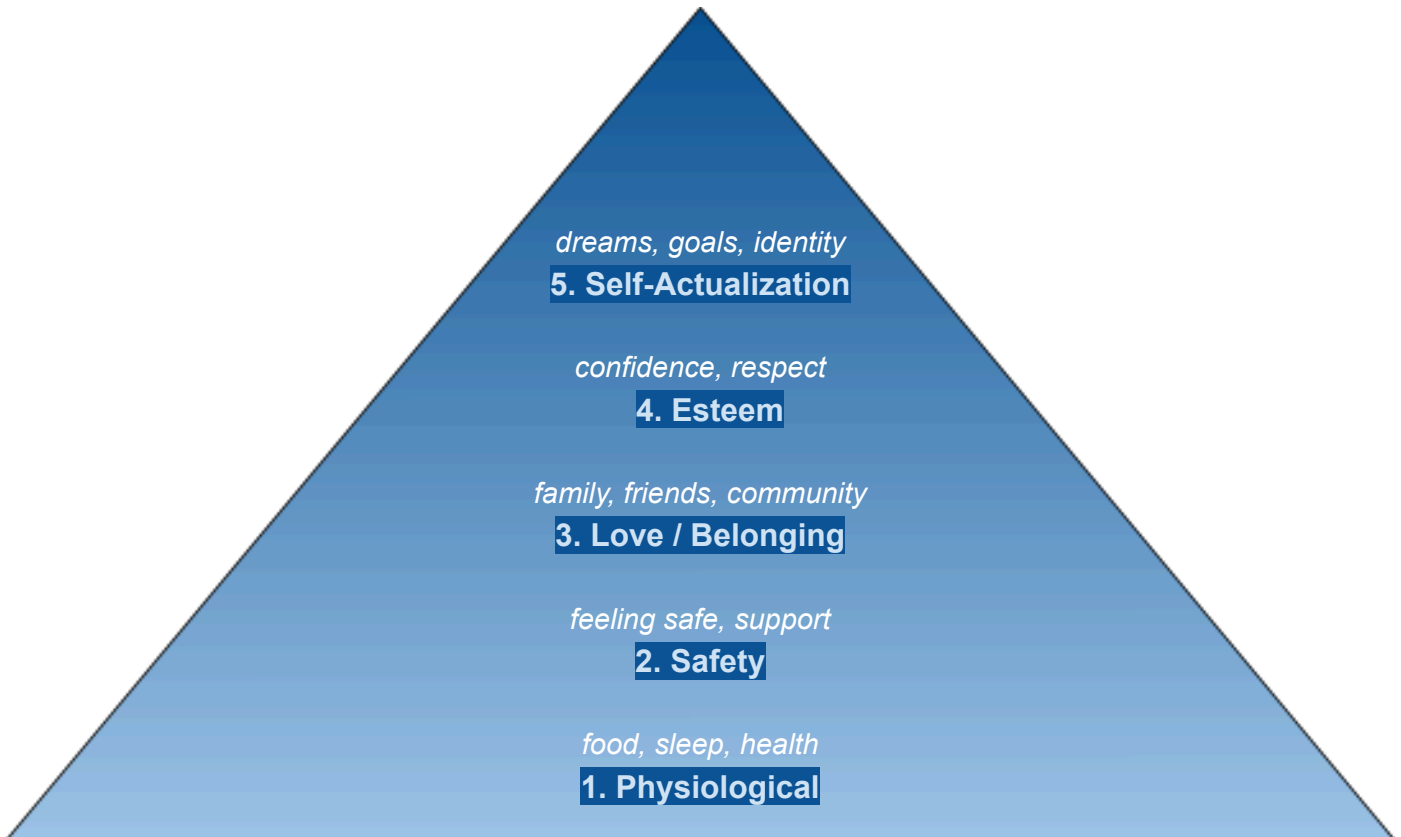 dreams, goals, identity
5. Self-Actualization
confidence, respect
4. Esteem
family, friends, community
3. Love / Belonging
feeling safe, support
2. Safety
food, sleep, health
1. Physiological